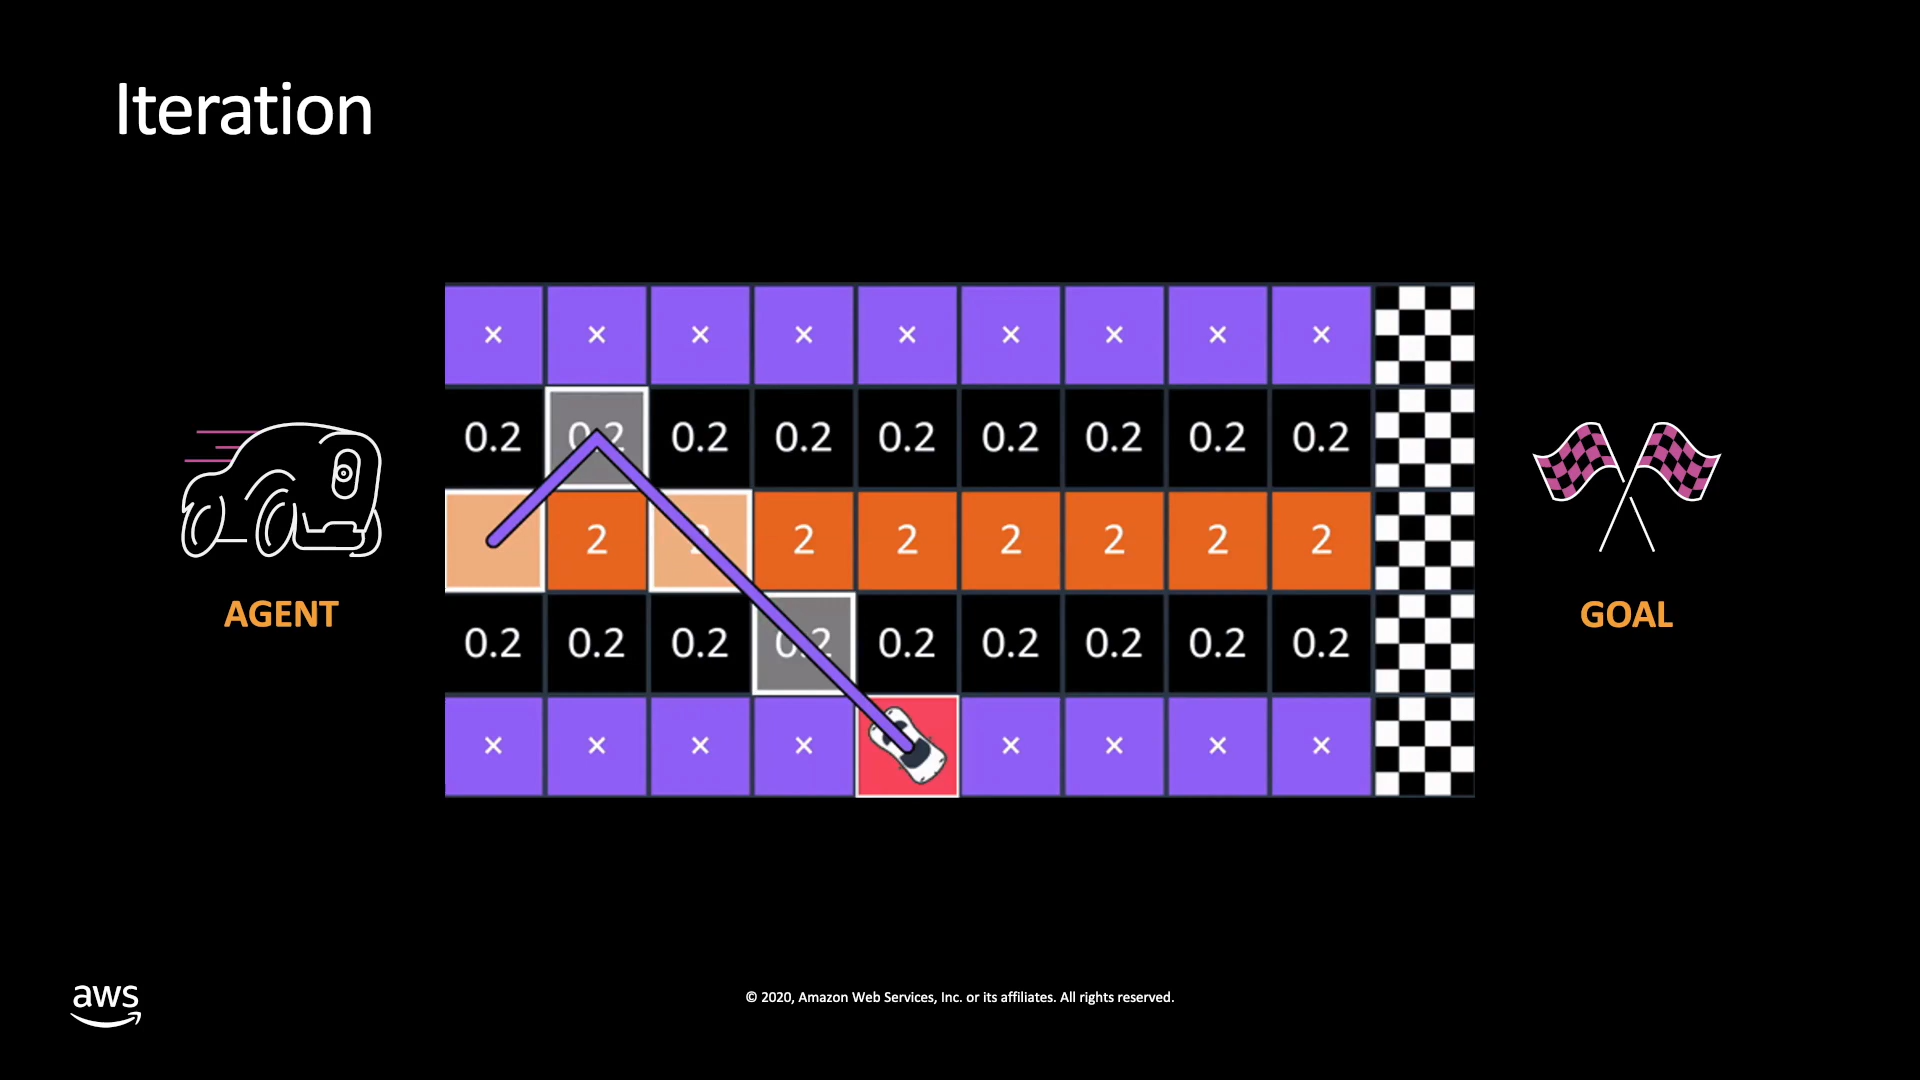 Iteration
× × × × × × × × ×
0.2 0.2 0.2 0.2 0.2 0.2 0.2 0.2 0.2
2 2 2 2 2 2 2 2
0.2 0.2 0.2 0.2 0.2 0.2 0.2 0.2 0.2
× × × × × × × ×
AGENT
GOAL
aws
© 2020, Amazon Web Services, Inc. or its affiliates. All rights reserved.